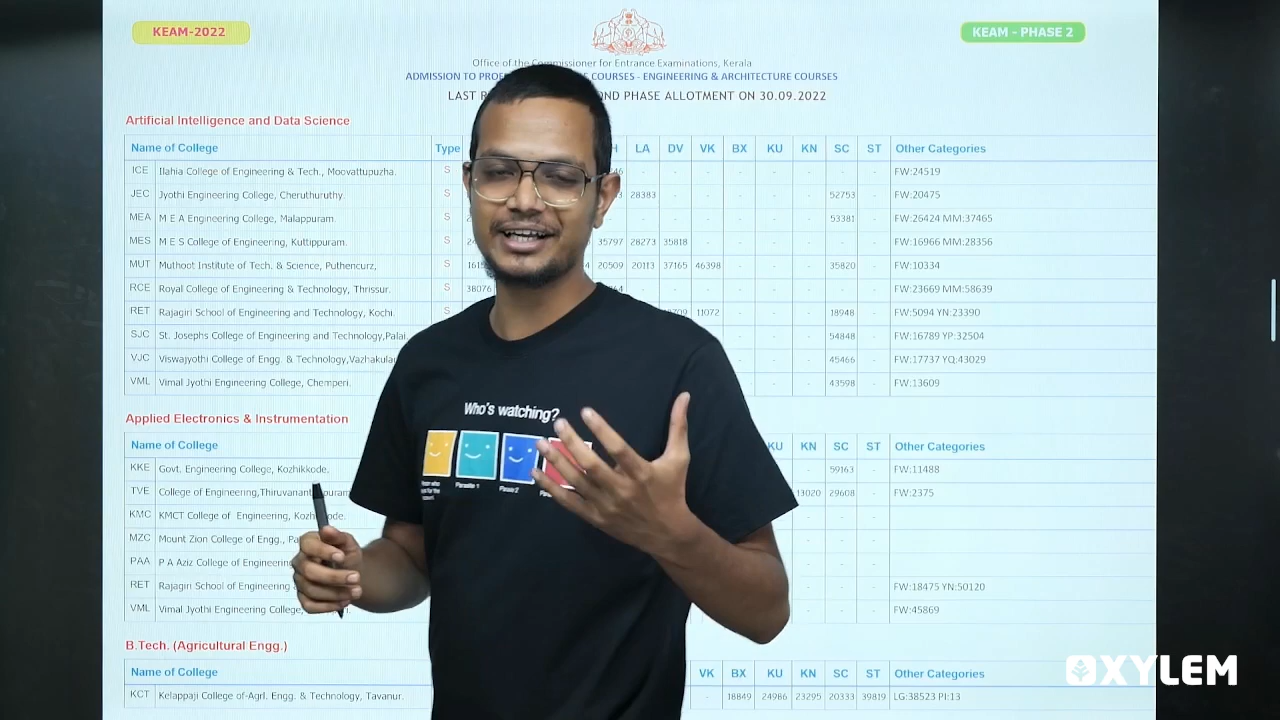 KEAM-2022
KEAM - PHASE 2
Office of the Commissioner for Entrance Examinations, Kerala
ADMISSION TO COURSES - ENGINEERING & ARCHITECTURE COURSES
LAST PHASE ALLOTMENT ON 30.09.2022
Artificial Intelligence and Data Science
Name of College Type LA DV VK BX KU KN SC ST Other Categories
ICE Ilahia College of Engineering & Tech., Moovattupuzha. S - - - - - - - - FW:24519
JEC Jyothi Engineering College, Cheruthuruthy. S 28383 - - - - - 52753 - FW:20475
MEA M E A Engineering College, Malappuram. S - - - - - - 53381 - FW:26424 MM:37465
MES M E S College of Engineering, Kuttippuram. S 35797 28273 35818 - - - - - - FW:16966 MM:28356
MUT Muthoot Institute of Tech. & Science, Puthencurz, S 20509 20113 37165 46398 - - - 35820 - FW:10334
RCE Royal College of Engineering & Technology, Thrissur. S 38076 - - - - - - - - FW:23669 MM:58639
RET Rajagiri School of Engineering and Technology, Kochi. S 11072 - - - 18948 - FW:5094 YN:23390
SJC St. Josephs College of Engineering and Technology,Palai. - - - - 54848 - FW:16789 YP:32504
VJC Viswajyothi College of Engg. & Technology, - - - 45466 - FW:17737 YQ:43029
VML Vimal Jyothi Engineering College, Chemperi. - - - 43598 - FW:13609
Applied Electronics & Instrumentation
Name of College KU KN SC ST Other Categories
KKE Govt. Engineering College, Kozhikkode. - 59163 - FW:11488
TVE College of 13020 29608 - FW:2375
KMC KMCT College of Engineering, - - -
MZC Mount Zion College of Engg., - - -
PAA P A Aziz College of - - -
RET Rajagiri School of Engineering - - - FW:18475 YN:50120
VML Vimal Jyothi Engineering College, - - - FW:45869
B.Tech. (Agricultural Engg.)
Name of College VK BX KU KN SC ST Other Categories
KCT Kelappaji College of-Agrl. Engg. & Technology, Tavanur. - 18849 24986 23295 20333 39819 LG:38523 PI:13
Who's watching?
Parasite 1
OXYLEM